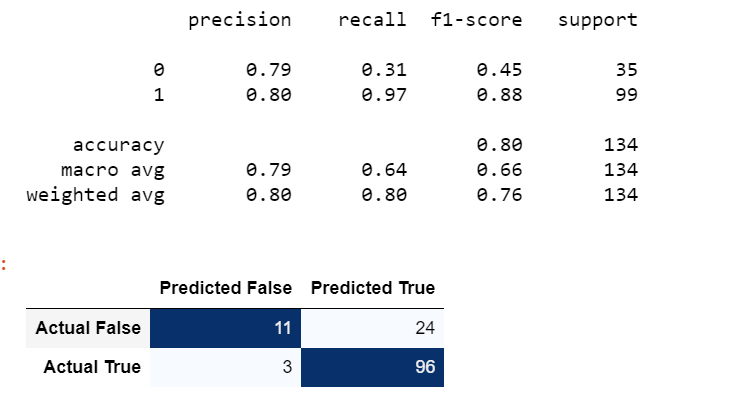 precision recall f1-score support
0 0.79 0.31 0.45 35
1 0.80 0.97 0.88 99
accuracy 0.80 134
macro avg 0.79 0.64 0.66 134
weighted avg 0.80 0.80 0.76 134
:
Predicted False Predicted True
Actual False 11 24
Actual True 3 96